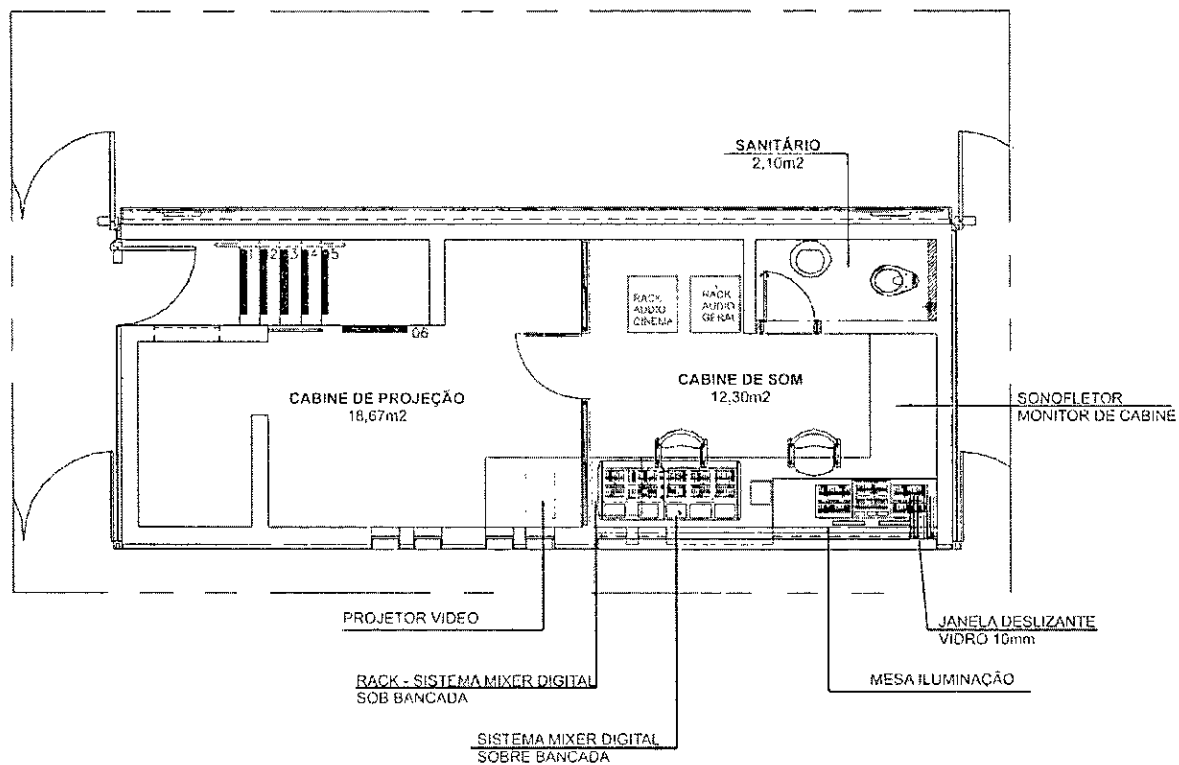 SANITÁRIO
2,10m2
1 2 3 4 5
RACK
AUDIO
CINEMA
RACK
AUDIO
GERAL
06
CABINE DE PROJEÇÃO
18,67m2
CABINE DE SOM
12,30m2
SONOFLETOR
MONITOR DE CABINE
PROJETOR VIDEO
JANELA DESLIZANTE
VIDRO 10mm
RACK - SISTEMA MIXER DIGITAL
SOB BANCADA
MESA ILUMINAÇÃO
SISTEMA MIXER DIGITAL
SOBRE BANCADA